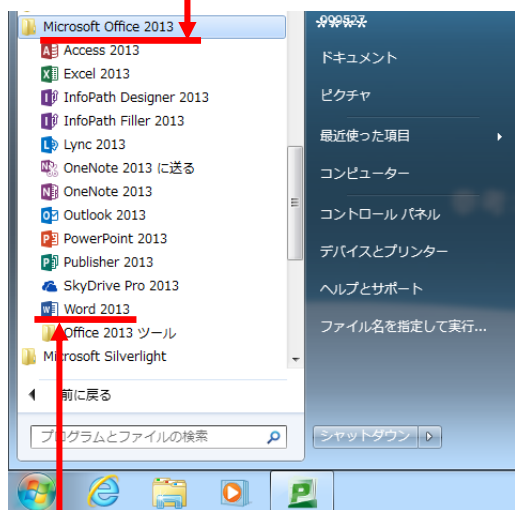 Microsoft Office 2013
Access 2013
Excel 2013
InfoPath Designer 2013
InfoPath Filler 2013
Lync 2013
OneNote 2013 に送る
OneNote 2013
Outlook 2013
PowerPoint 2013
Publisher 2013
SkyDrive Pro 2013
Word 2013
Office 2013 ツール
Microsoft Silverlight
前に戻る
プログラムとファイルの検索
ドキュメント
ピクチャ
最近使った項目
コンピューター
コントロール パネル
デバイスとプリンター
ヘルプとサポート
ファイル名を指定して実行...
シャットダウン